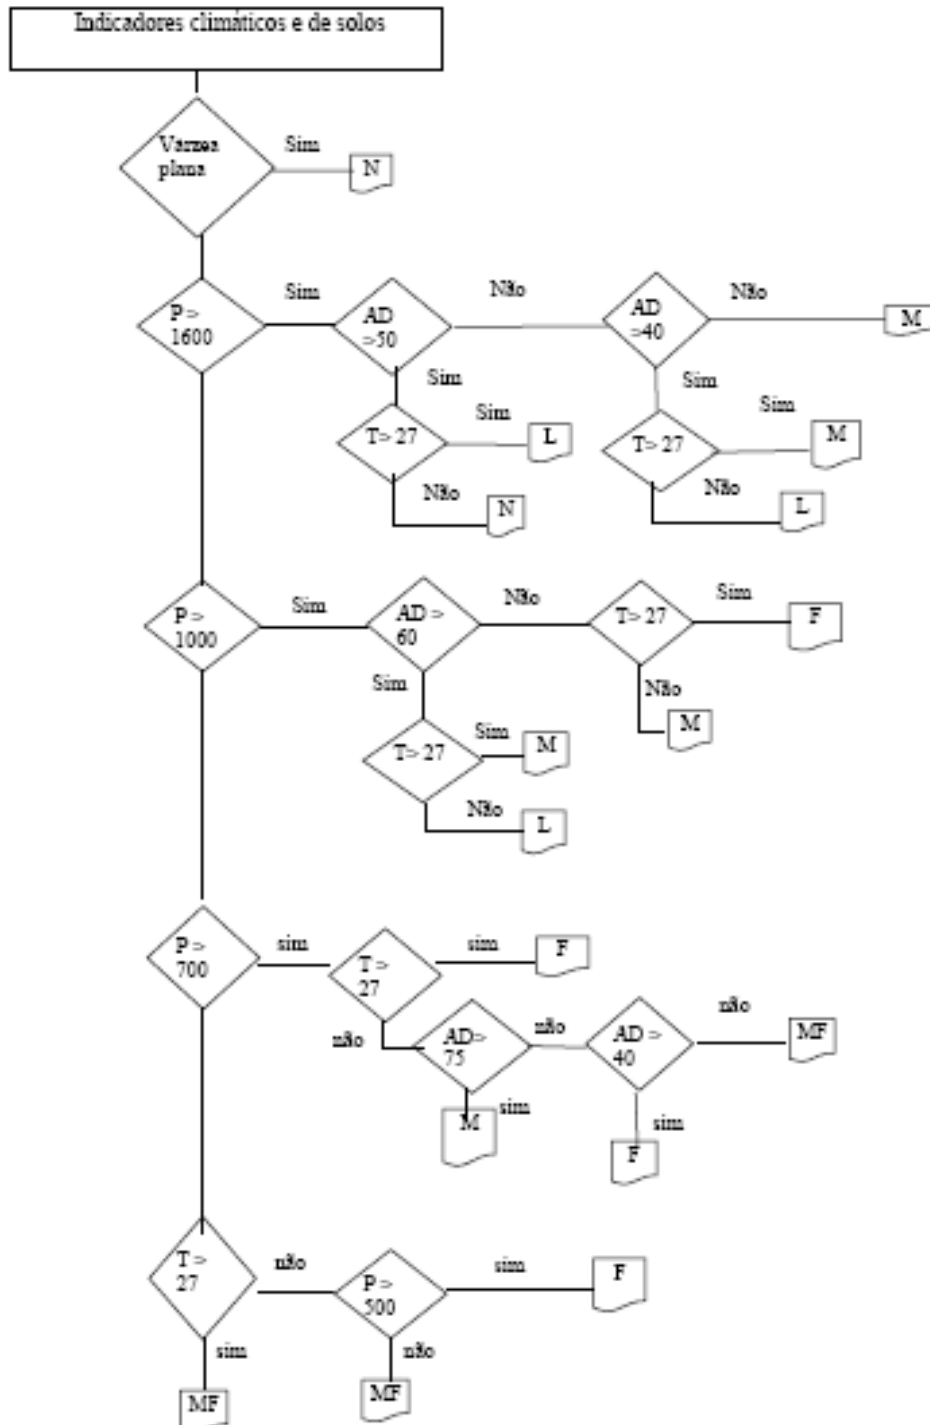 Indicadores climáticos e de solos
Várzea
plana
Sim
N
P >
1600
Sim
AD
>50
Não
AD
>40
Não
M
Sim
T> 27
Sim
L
Não
N
Sim
T> 27
Sim
M
Não
L
P >
1000
Sim
AD >
60
Não
T> 27
Sim
F
Não
M
Sim
T> 27
Sim
M
Não
L
P >
700
sim
T >
27
sim
F
não
AD>
75
não
AD >
40
não
MF
sim
M
sim
F
T >
27
não
P >
500
sim
F
sim
MF
não
MF